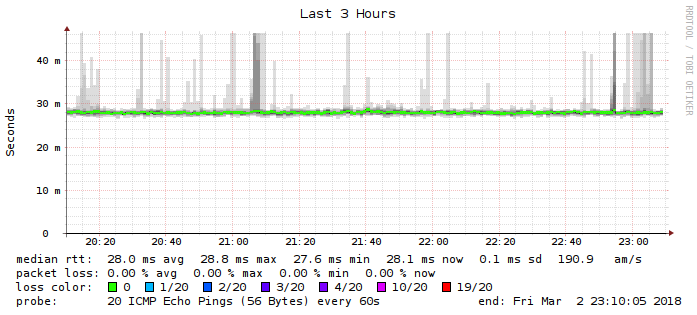 Last 3 Hours
RRDTOOL / TOBI OETIKER
Seconds
40 m
30 m
20 m
10 m
0
20:20 20:40 21:00 21:20 21:40 22:00 22:20 22:40 23:00
median rtt: 28.0 ms avg 28.8 ms max 27.6 ms min 28.1 ms now 0.1 ms sd 190.9 am/s
packet loss: 0.00 % avg 0.00 % max 0.00 % min 0.00 % now
loss color: 0 1/20 2/20 3/20 4/20 10/20 19/20
probe: 20 ICMP Echo Pings (56 Bytes) every 60s end: Fri Mar 2 23:10:05 2018